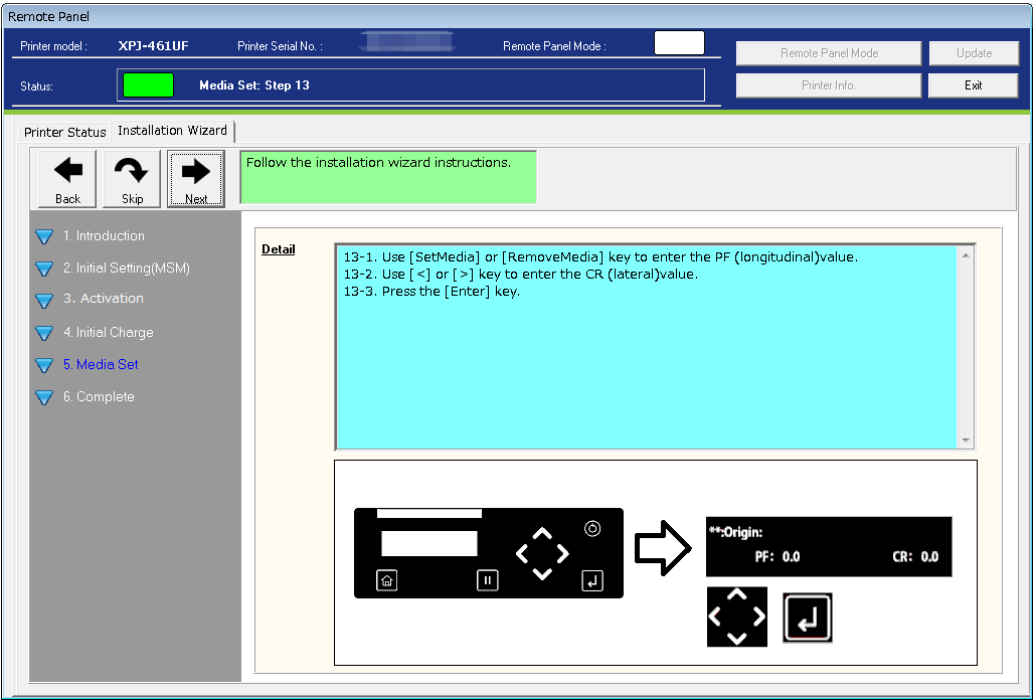 Remote Panel
Printer model : XPJ-461UF Printer Serial No. : Remote Panel Mode : Remote Panel Mode Update
Status: Media Set: Step 13 Printer Info. Exit
Printer Status Installation Wizard
Back Skip Next
Follow the installation wizard instructions.
1. Introduction
2. Initial Setting(MSM)
3. Activation
4. Initial Charge
5. Media Set
6. Complete
Detail
13-1. Use [SetMedia] or [RemoveMedia] key to enter the PF (longitudinal)value.
13-2. Use [<] or [>] key to enter the CR (lateral)value.
13-3. Press the [Enter] key.
**:Origin:
PF: 0.0 CR: 0.0